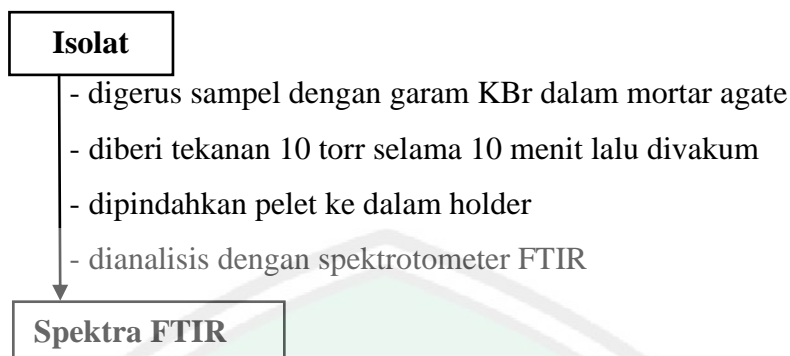 Isolat
- digerus sampel dengan garam KBr dalam mortar agate
- diberi tekanan 10 torr selama 10 menit lalu divakum
- dipindahkan pelet ke dalam holder
- dianalisis dengan spektrotometer FTIR
Spektra FTIR